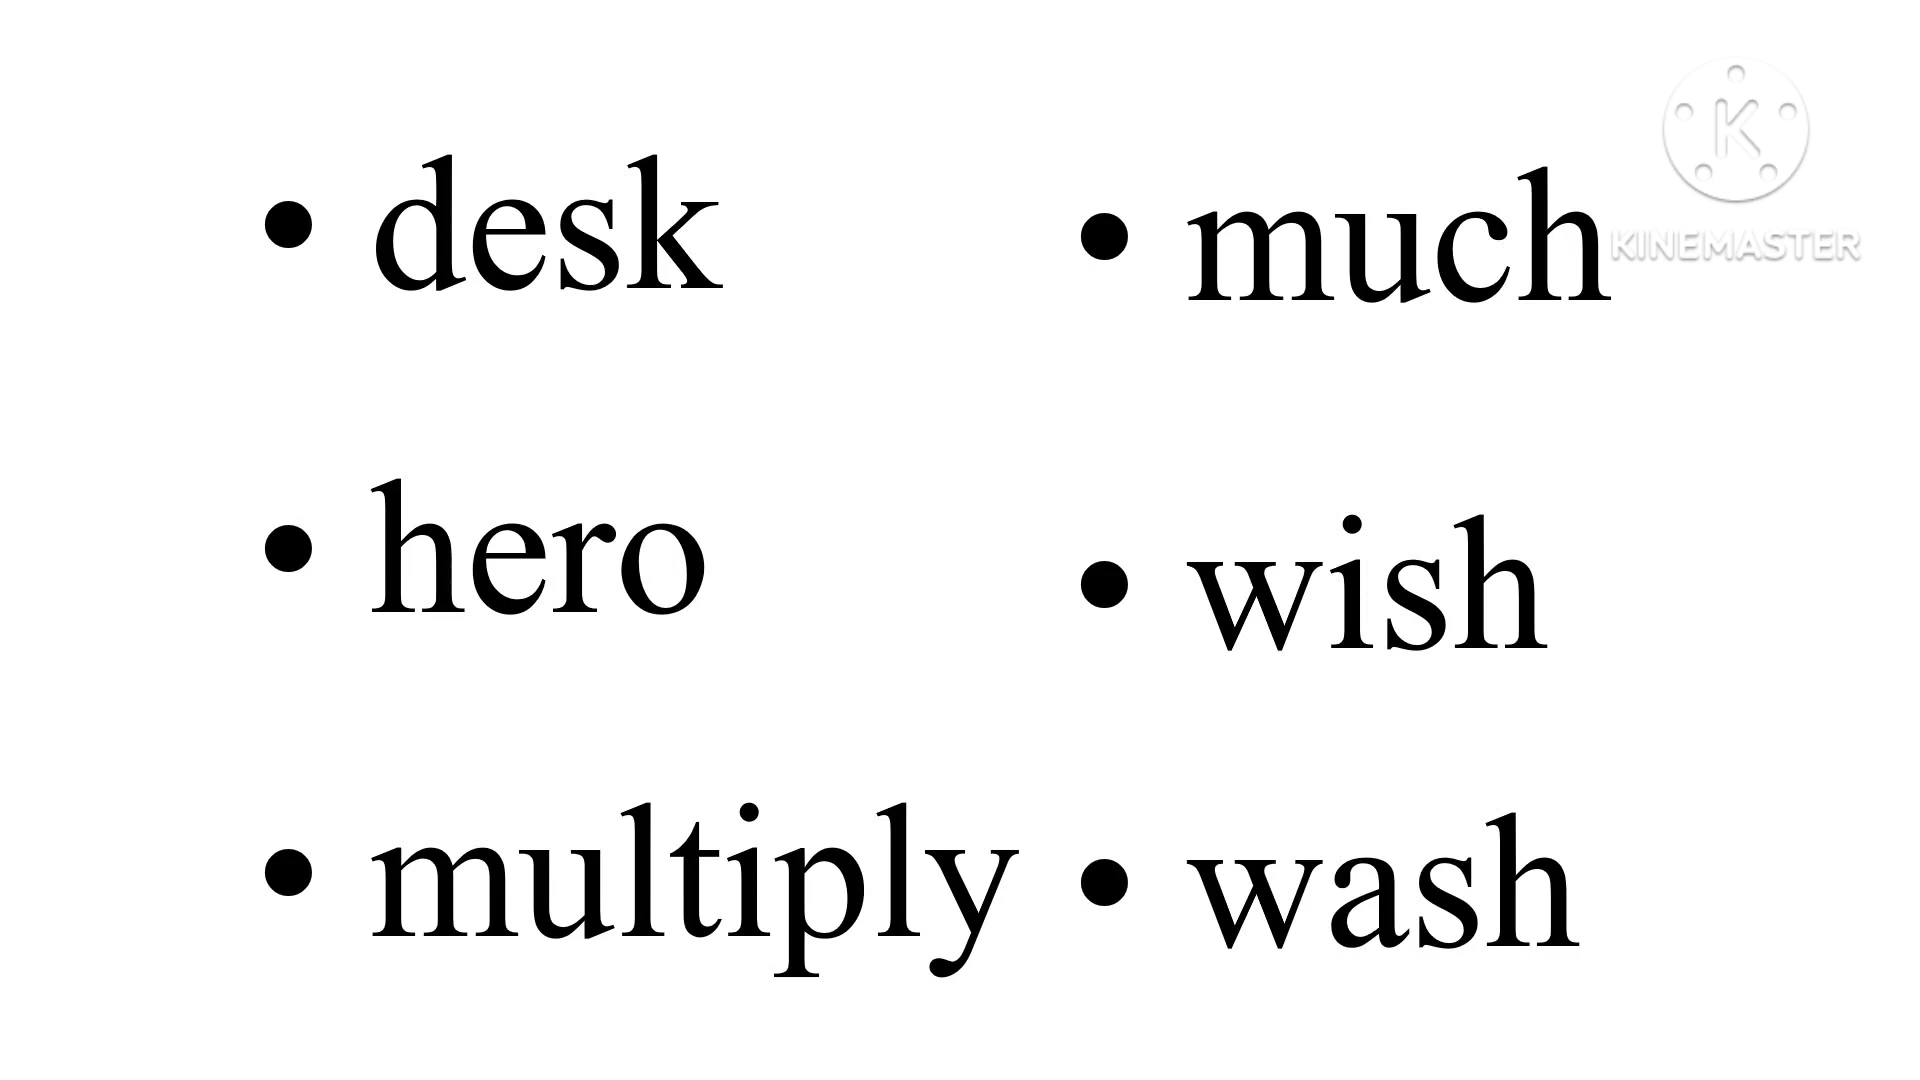 • desk
• hero
• multiply
• much
• wish
• wash
K
KINEMASTER